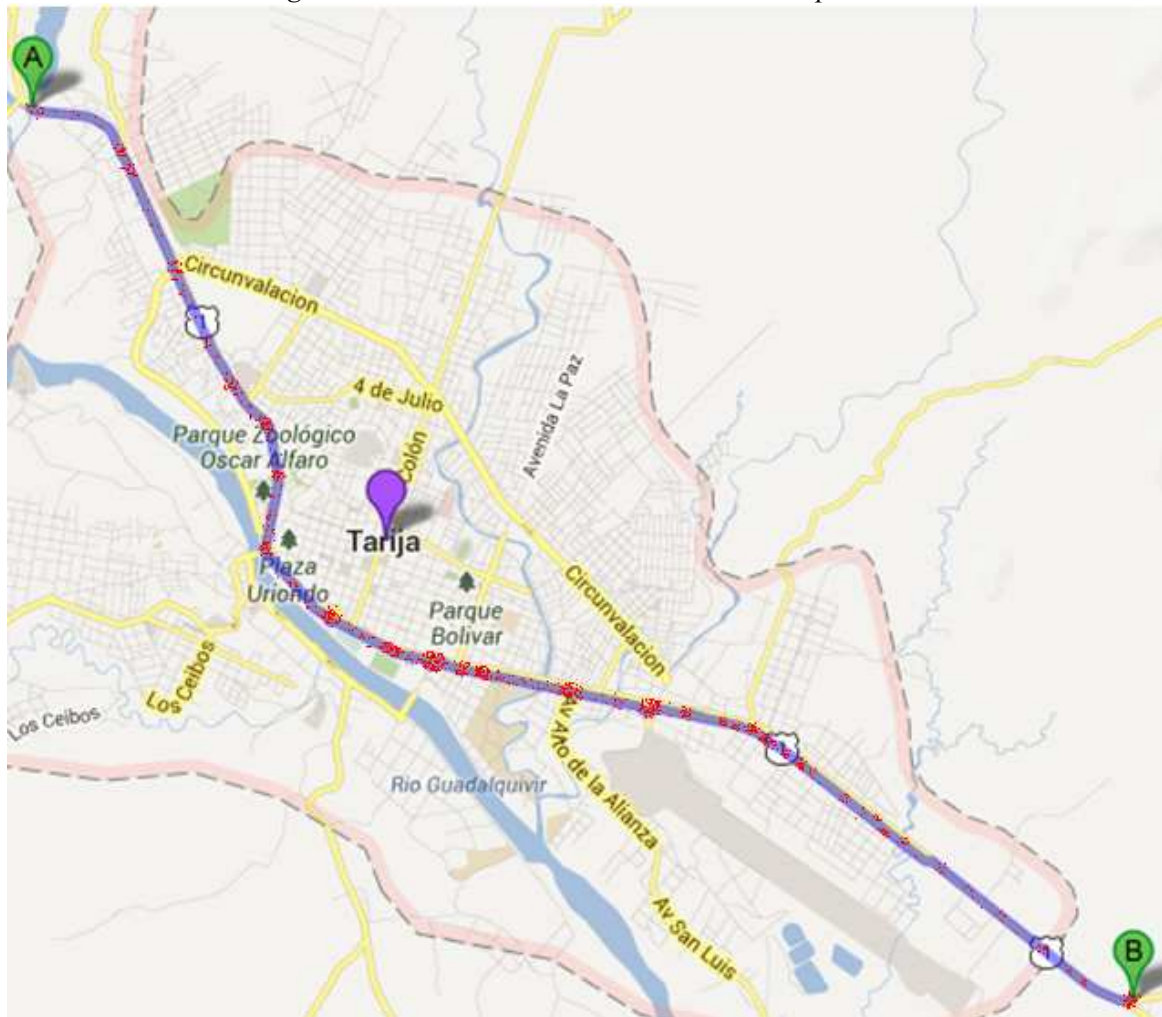 A
Circunvalacion
1
4 de Julio
Avenida La Paz
Colón
Parque Zoológico
Oscar Alfaro
Tarija
Plaza
Uriondo
Parque
Bolivar
Circunvalacion
Los Ceibos
Los Ceibos
Av Año de la Alianza
Rio Guadalquivir
Av San Luis
B